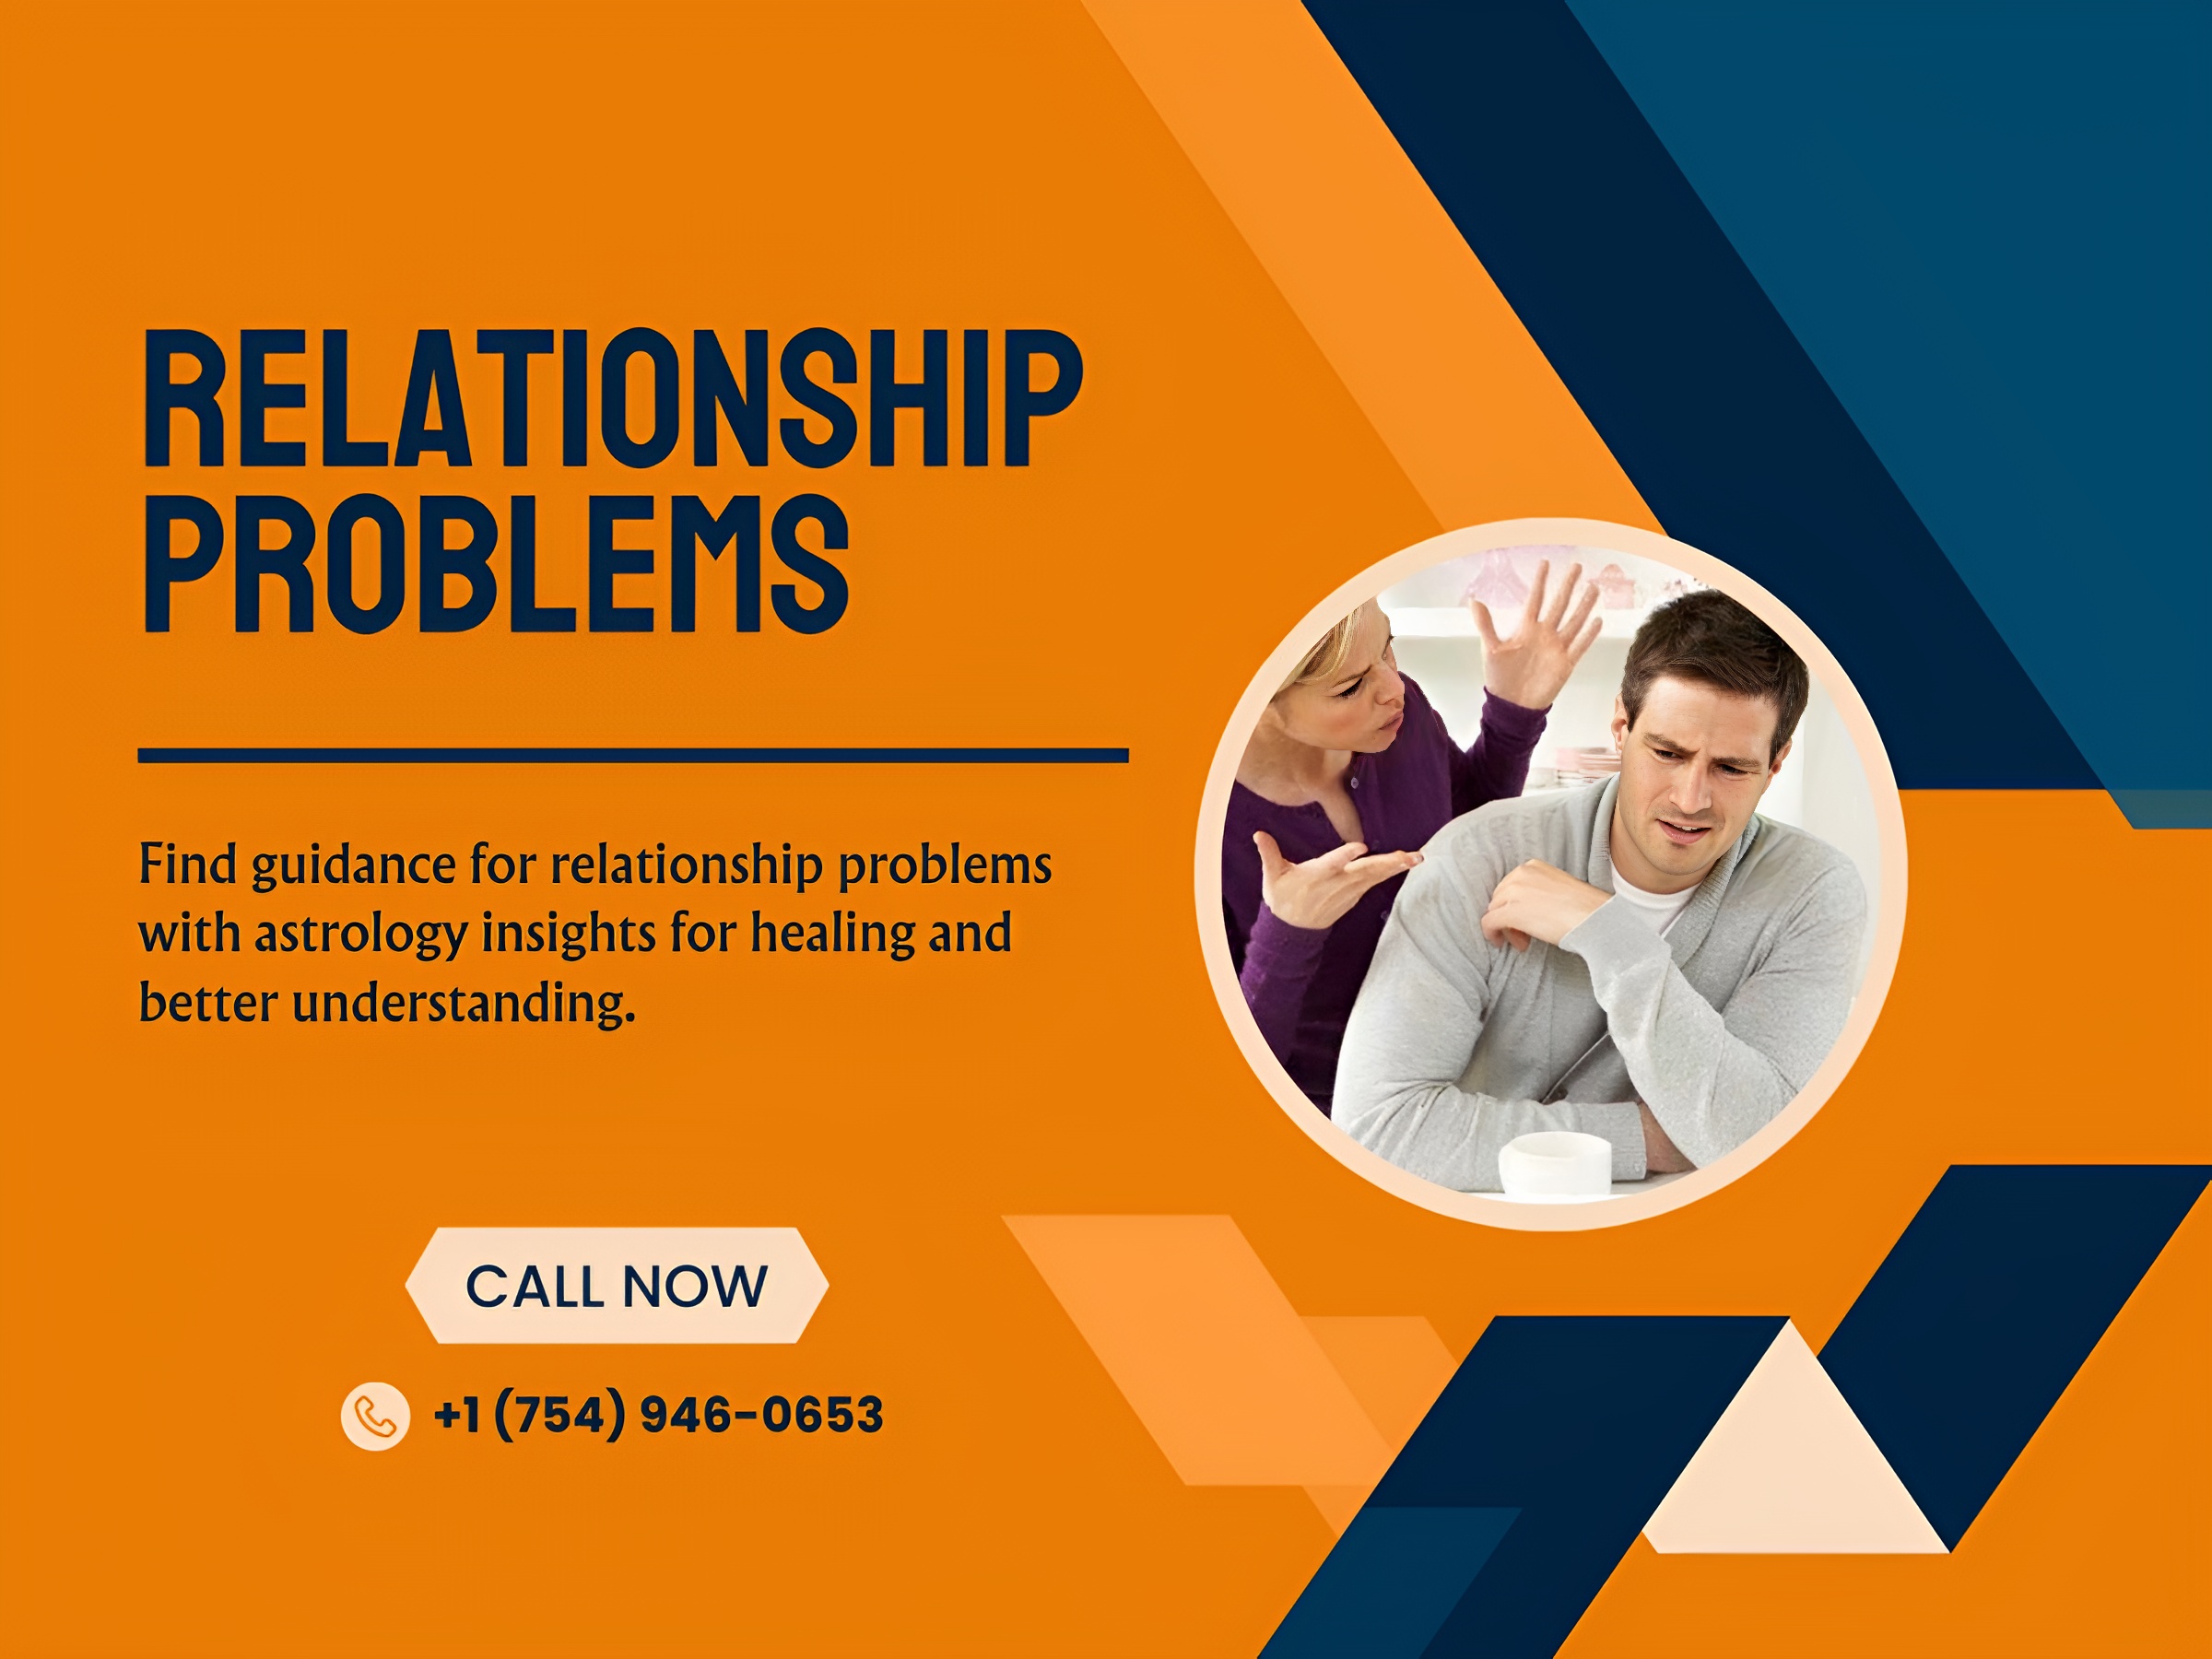 RELATIONSHIP
PROBLEMS
Find guidance for relationship problems
with astrology insights for healing and
better understanding.
CALL NOW
+1 (754) 946-0653